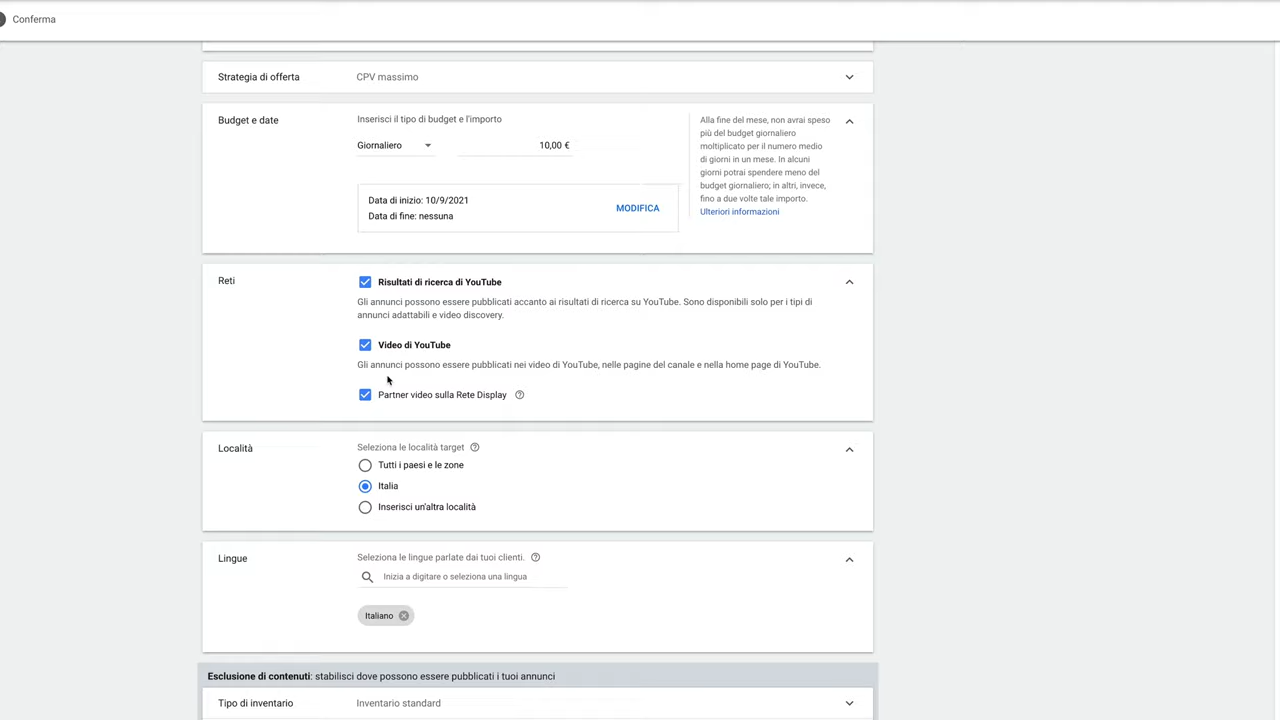 Conferma
Strategia di offerta
CPV massimo
Budget e date
Inserisci il tipo di budget e l'importo
Giornaliero
10,00 €
Data di inizio: 10/9/2021
Data di fine: nessuna
MODIFICA
Alla fine del mese, non avrai speso
più del budget giornaliero
moltiplicato per il numero medio
di giorni in un mese. In alcuni
giorni potrai spendere meno del
budget giornaliero; in altri, invece,
fino a due volte tale importo.
Ulteriori informazioni
Reti
Risultati di ricerca di YouTube
Gli annunci possono essere pubblicati accanto ai risultati di ricerca su YouTube. Sono disponibili solo per i tipi di
annunci adattabili e video discovery.
Video di YouTube
Gli annunci possono essere pubblicati nei video di YouTube, nelle pagine del canale e nella home page di YouTube.
Partner video sulla Rete Display
Località
Seleziona le località target
Tutti i paesi e le zone
Italia
Inserisci un'altra località
Lingue
Seleziona le lingue parlate dai tuoi clienti.
Inizia a digitare o seleziona una lingua
Italiano
Esclusione di contenuti: stabilisci dove possono essere pubblicati i tuoi annunci
Tipo di inventario
Inventario standard